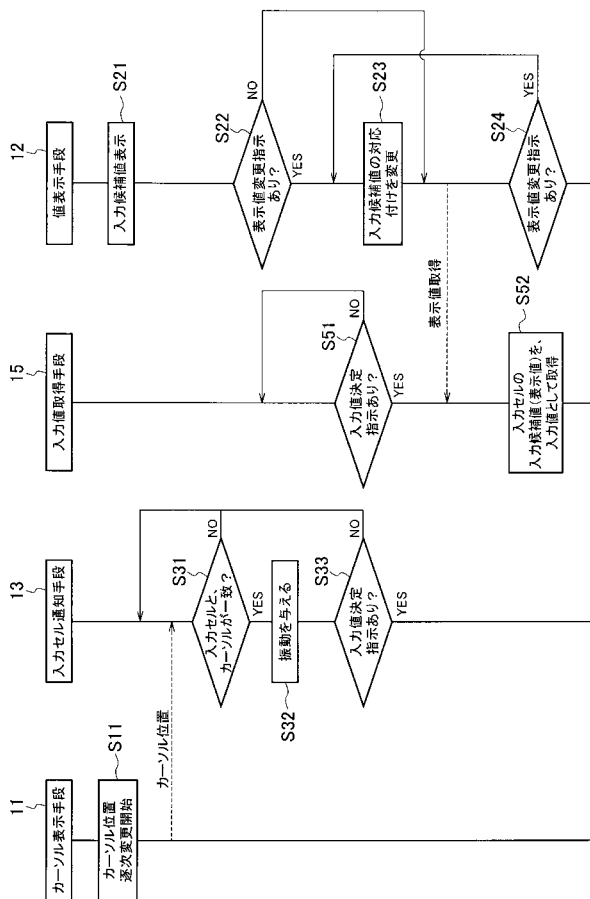 11
カーソル表示手段
S11
カーソル位置
逐次変更開始
カーソル位置
13
入力セル通知手段
S31
入力セルと、
カーソルが一致？
NO
YES
振動を与える
S32
S33
入力値決定
指示あり？
NO
YES
15
入力値取得手段
S51
入力値決定
指示あり？
NO
YES
表示値取得
S52
入力セルの
入力候補値(表示値)を、
入力値として取得
12
値表示手段
S21
入力候補値表示
S22
表示値変更指示
あり？
NO
YES
S23
入力候補値の対応
付けを変更
S24
表示値変更指示
あり？
YES